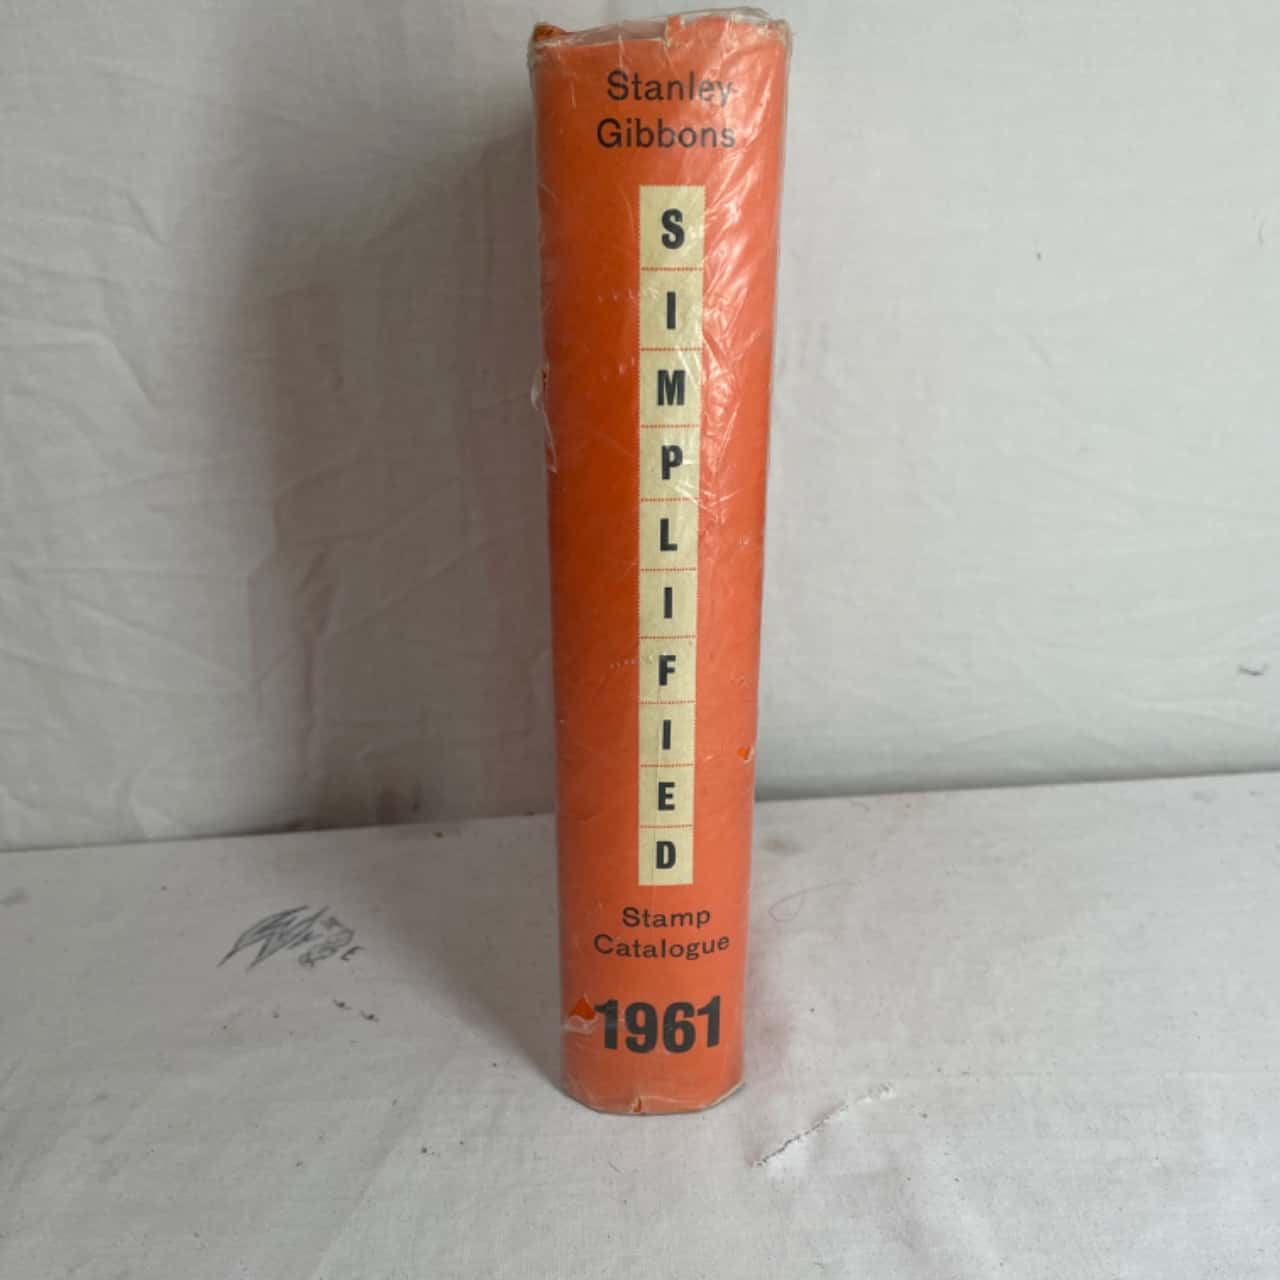 Stanley
Gibbons
SIMPLIFIED
Stamp
Catalogue
1961